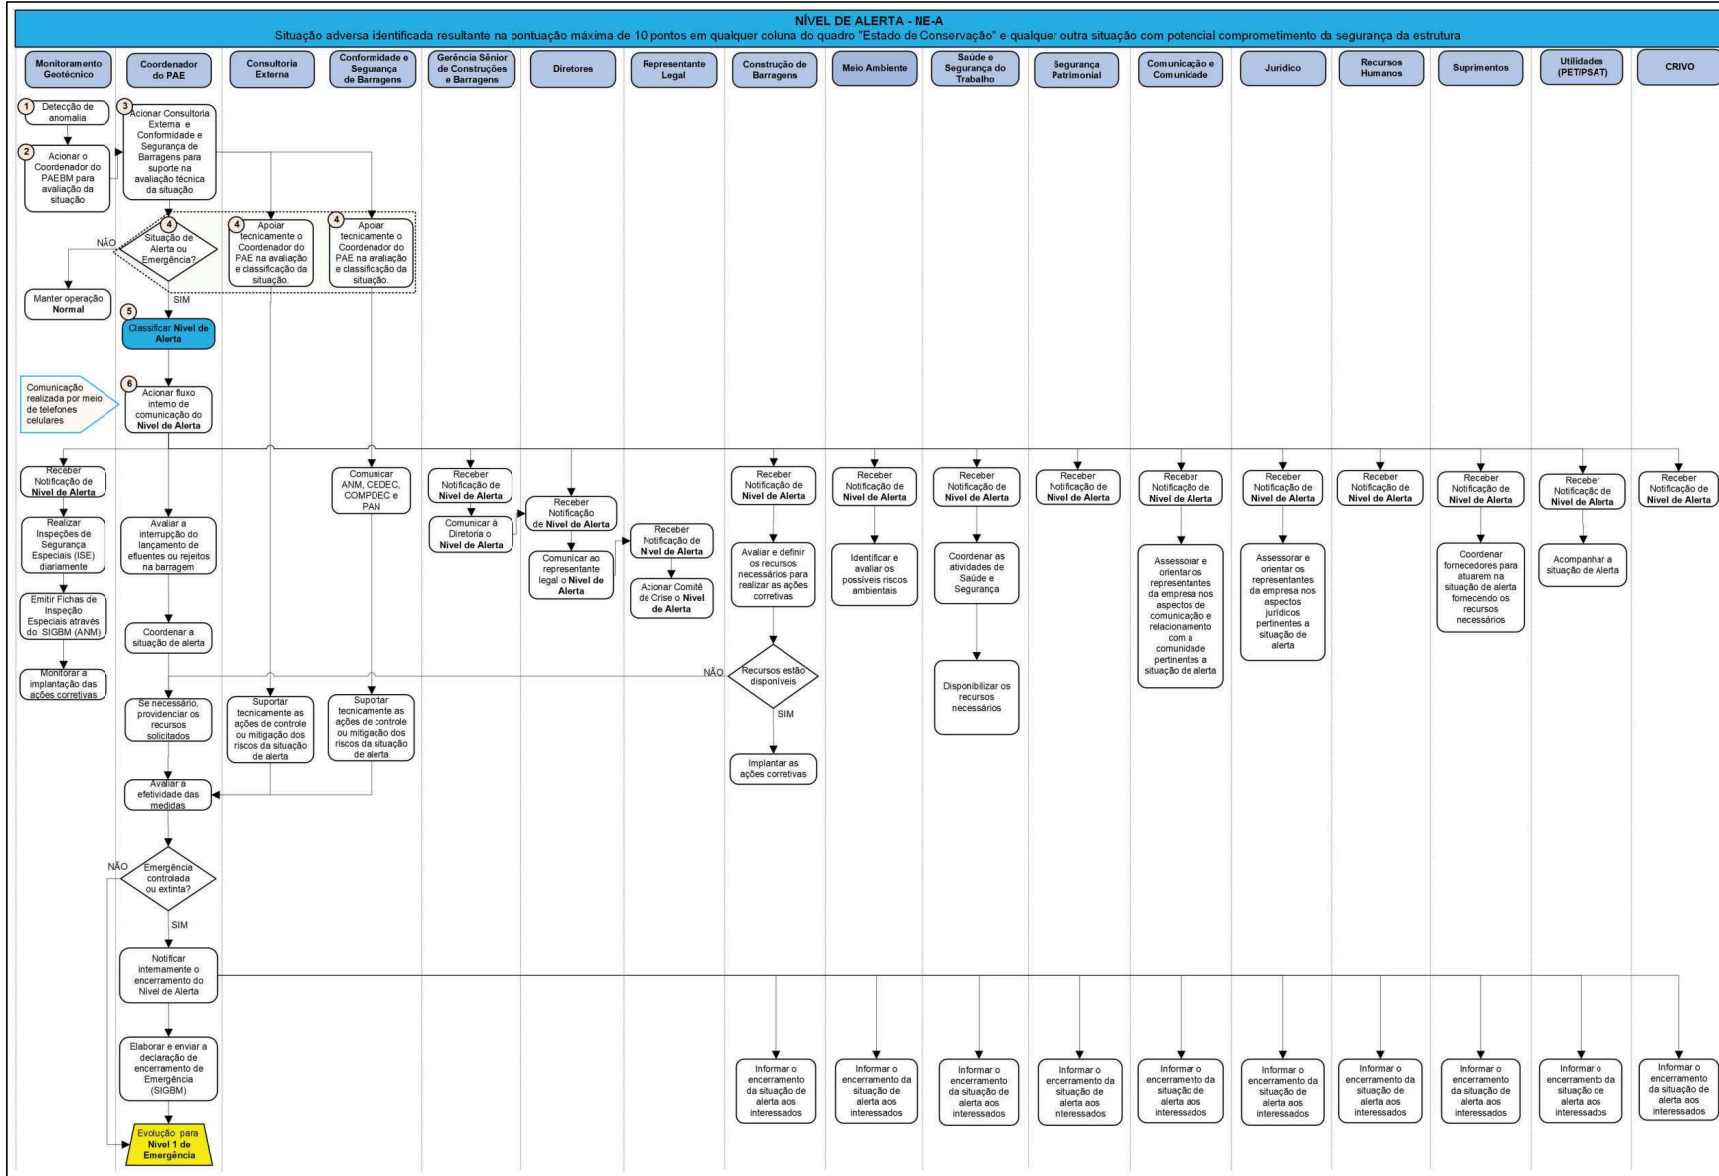 NÍVEL DE ALERTA - NE-A
Situação adversa identificada resultante na pontuação máxima de 10 pontos em qualquer coluna do quadro "Estado de Conservação" e qualquer outra situação com potencial comprometimento da segurança da estrutura
Monitoramento
Geotécnico
Coordenador
do PAE
Consultoria
Externa
Conformidade e
Segurança
de Barragens
Gerência Sênior
de Construções
e Barragens
Diretores
Representante
Legal
Construção de
Barragens
Meio Ambiente
Saúde e
Segurança do
Trabalho
Segurança
Patrimonial
Comunicação e
Comunidade
Jurídico
Recursos
Humanos
Suprimentos
Utilidades
(PET/PSAT)
CRIVO
1
Detecção de
anomalia
2
Acionar o
Coordenador do
PAEBM para
avaliação da
situação
3
Acionar Consultoria
Externa e
Conformidade e
Segurança de
Barragens para
suporte na
avaliação técnica
da situação
4
Situação de
Alerta ou
Emergência?
NÃO
SIM
4
Apoiar
tecnicamente o
Coordenador do
PAE na avaliação
e classificação da
situação.
4
Apoiar
tecnicamente o
Coordenador do
PAE na avaliação
e classificação da
situação.
Manter operação
Normal
5
Classificar Nível de
Alerta
Comunicação
realizada por meio
de telefones
celulares
6
Acionar fluxo
interno de
comunicação do
Nível de Alerta
Receber
Notificação de
Nível de Alerta
Realizar
Inspeções de
Segurança
Especiais (ISE)
diariamente
Emitir Fichas de
Inspeção
Especiais através
do SIGBM (ANM)
Monitorar a
implantação das
ações corretivas
Avaliar a
interrupção do
lançamento de
efluentes ou rejeitos
na barragem
Coordenar a
situação de alerta
Se necessário,
providenciar os
recursos
solicitados
Avaliar a
efetividade das
medidas
Emergência
controlada
ou extinta?
NÃO
SIM
Notificar
internamente o
encerramento do
Nível de Alerta
Elaborar e enviar a
declaração de
encerramento de
Emergência
(SIGBM)
Evolução para
Nível 1 de
Emergência
Suportar
tecnicamente as
ações de controle
ou mitigação dos
riscos da situação
de alerta
Comunicar
ANM, CEDEC,
COMPDEC e
PAN
Suportar
tecnicamente as
ações de controle
ou mitigação dos
riscos da situação
de alerta
Receber
Notificação de
Nível de Alerta
Comunicar à
Diretoria o
Nível de Alerta
Receber
Notificação
de Nível de Alerta
Comunicar ao
representante
legal o Nível de
Alerta
Receber
Notificação de
Nível de Alerta
Acionar Comitê
de Crise o Nível
de Alerta
Receber
Notificação de
Nível de Alerta
Avaliar e definir
os recursos
necessários para
realizar as ações
corretivas
Recursos estão
disponíveis
NÃO
SIM
Implantar as
ações corretivas
Informar o
encerramento
da situação de
alerta aos
interessados
Receber
Notificação de
Nível de Alerta
Identificar e
avaliar os
possíveis riscos
ambientais
Informar o
encerramento da
situação de
alerta aos
interessados
Receber
Notificação de
Nível de Alerta
Coordenar as
atividades de
Saúde e
Segurança
Disponibilizar os
recursos
necessários
Informar o
encerramento da
situação de
alerta aos
interessados
Receber
Notificação de
Nível de Alerta
Informar o
encerramento da
situação de
alerta aos
nteressados
Receber
Notificação de
Nível de Alerta
Assessorar e
orientar os
representantes
da empresa nos
aspectos de
comunicação e
relacionamento
com a
comunidade
pertinentes a
situação de alerta
Informar o
encerramento da
situação de
alerta aos
interessados
Receber
Notificação de
Nível de Alerta
Assessorar e
orientar os
representantes
da empresa nos
aspectos
jurídicos
pertinentes a
situação de
alerta
Informar o
encerramento da
situação de
alerta aos
interessados
Receber
Notificação de
Nível de Alerta
Informar o
encerramento da
situação de
alerta aos
interessados
Receber
Notificação de
Nível de Alerta
Coordenar
fornecedores para
atuarem na
situação de alerta
fornecendo os
recursos
necessários
Informar o
encerramento da
situação de
alerta aos
interessados
Receber
Notificação de
Nível de Alerta
Acompanhar a
situação de Alerta
Informar o
encerramento da
situação de
alerta aos
interessados
Receber
Notificação de
Nível de Alerta
Informar o
encerramento da
situação de
alerta aos
interessados